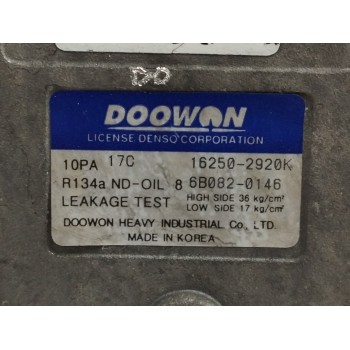 DOOWON
LICENSE DENSO CORPORATION
10PA 17C 16250-2920K
R134a ND-OIL 8 6B082-0146
LEAKAGE TEST HIGH SIDE 36 kg/cm²
LOW SIDE 17 kg/cm²
DOOWON HEAVY INDUSTRIAL Co., LTD.
MADE IN KOREA